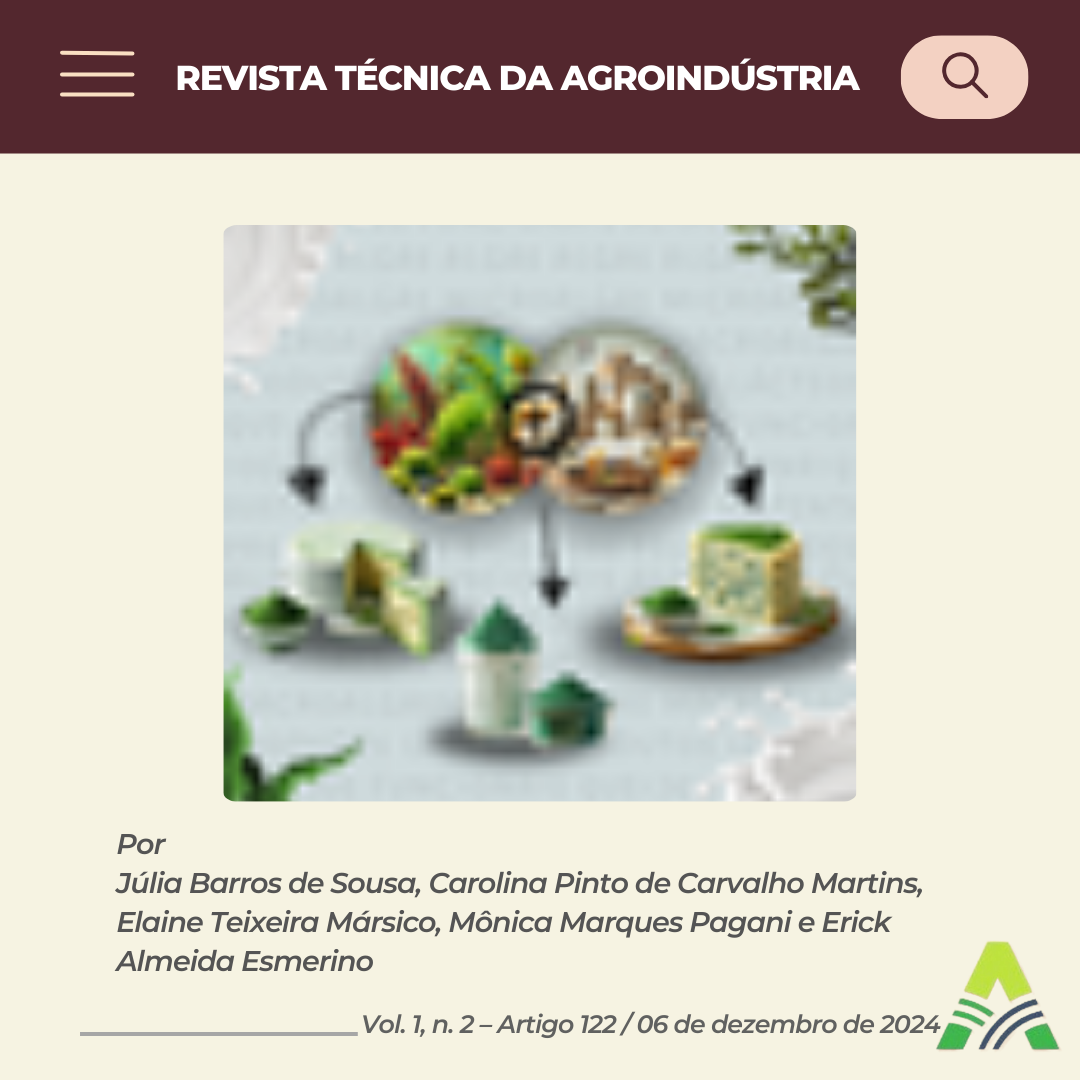 REVISTA TÉCNICA DA AGROINDÚSTRIA
Por
Júlia Barros de Sousa, Carolina Pinto de Carvalho Martins,
Elaine Teixeira Mársico, Mônica Marques Pagani e Erick
Almeida Esmerino
Vol. 1, n. 2 – Artigo 122 / 06 de dezembro de 2024